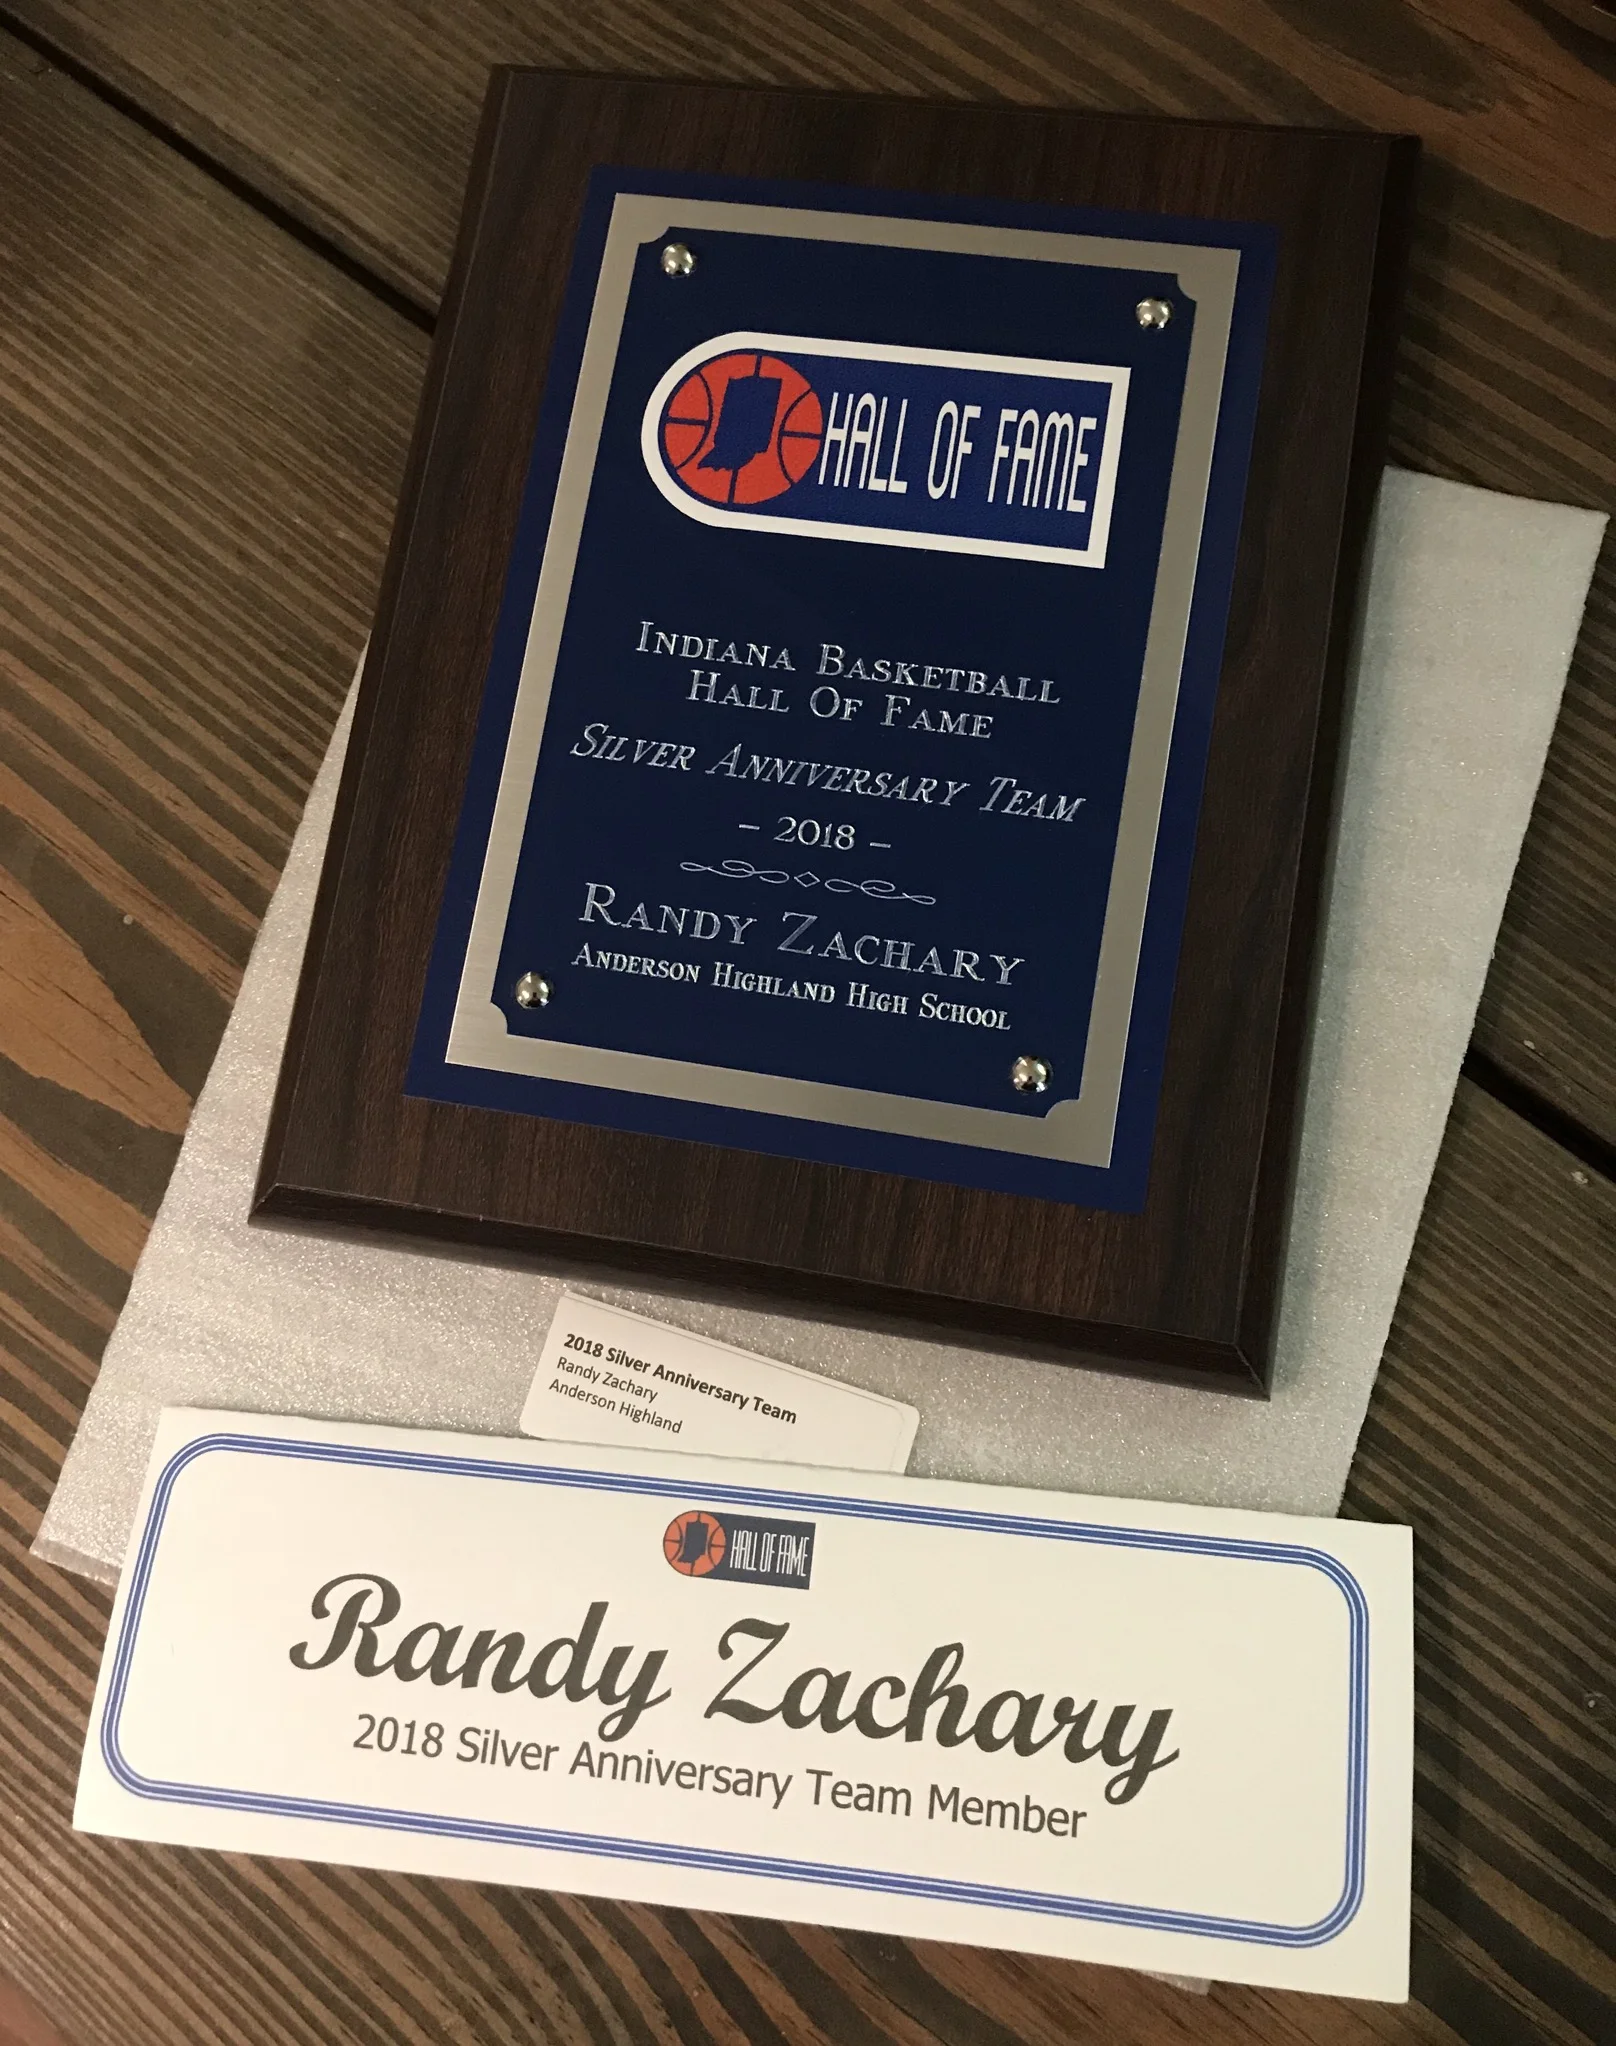 HALL OF FAME
INDIANA BASKETBALL
HALL OF FAME
SILVER ANNIVERSARY TEAM
- 2018 -
RANDY ZACHARY
ANDERSON HIGHLAND HIGH SCHOOL
2018 Silver Anniversary Team
Randy Zachary
Anderson Highland
HALL OF FAME
Randy Zachary
2018 Silver Anniversary Team Member